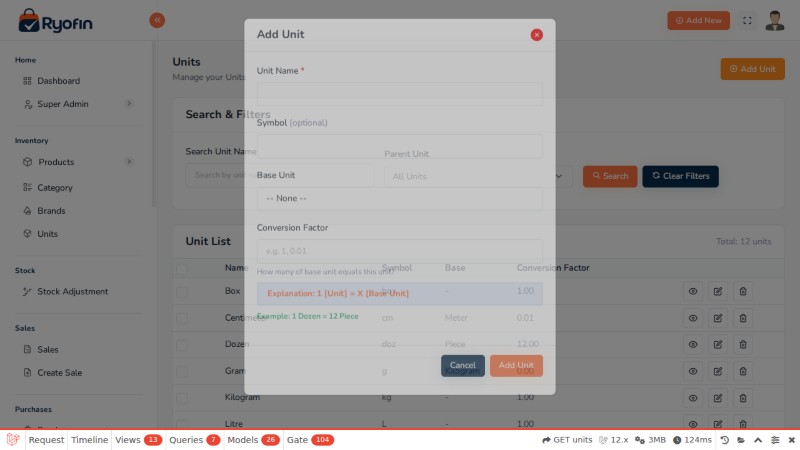 Ryofin
Add New
Home
Dashboard
Super Admin
Inventory
Products
Category
Brands
Units
Stock
Stock Adjustment
Sales
Sales
Create Sale
Purchases
Units
Manage your Units
Add Unit
Search & Filters
Search Unit Name
Parent Unit
Search by unit
All Units
Search
Clear Filters
Unit List
Total: 12 units
Name Symbol Base Conversion Factor
Box box - 1.00
Centimeter cm Meter 0.01
Dozen doz Piece 12.00
Gram g Kilogram 0.00
Kilogram kg - 1.00
Litre L - 1.00
Add Unit
Unit Name *
Symbol (optional)
Base Unit
-- None --
Conversion Factor
e.g. 1, 0.01
How many of base unit equals this unit?
Explanation: 1 [Unit] = X [Base Unit]
Example: 1 Dozen = 12 Piece
Cancel
Add Unit
Request Timeline Views 13 Queries 7 Models 26 Gate 104 GET units 12.x 3MB 124ms